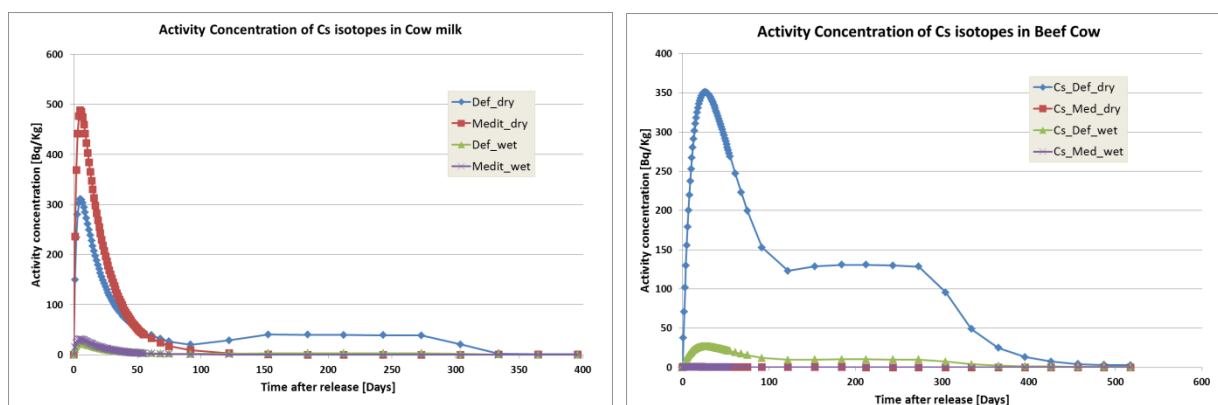 Activity Concentration of Cs isotopes in Cow milk
600
500
400
300
200
100
0
Activity concentration [Bq/Kg]
Def_dry
Medit_dry
Def_wet
Medit_wet
0 50 100 150 200 250 300 350 400
Time after release [Days]
Activity Concentration of Cs isotopes in Beef Cow
400
350
300
250
200
150
100
50
0
Activity concentration [Bq/Kg]
Cs_Def_dry
Cs_Med_dry
Cs_Def_wet
Cs_Med_wet
0 100 200 300 400 500 600
Time after release [Days]